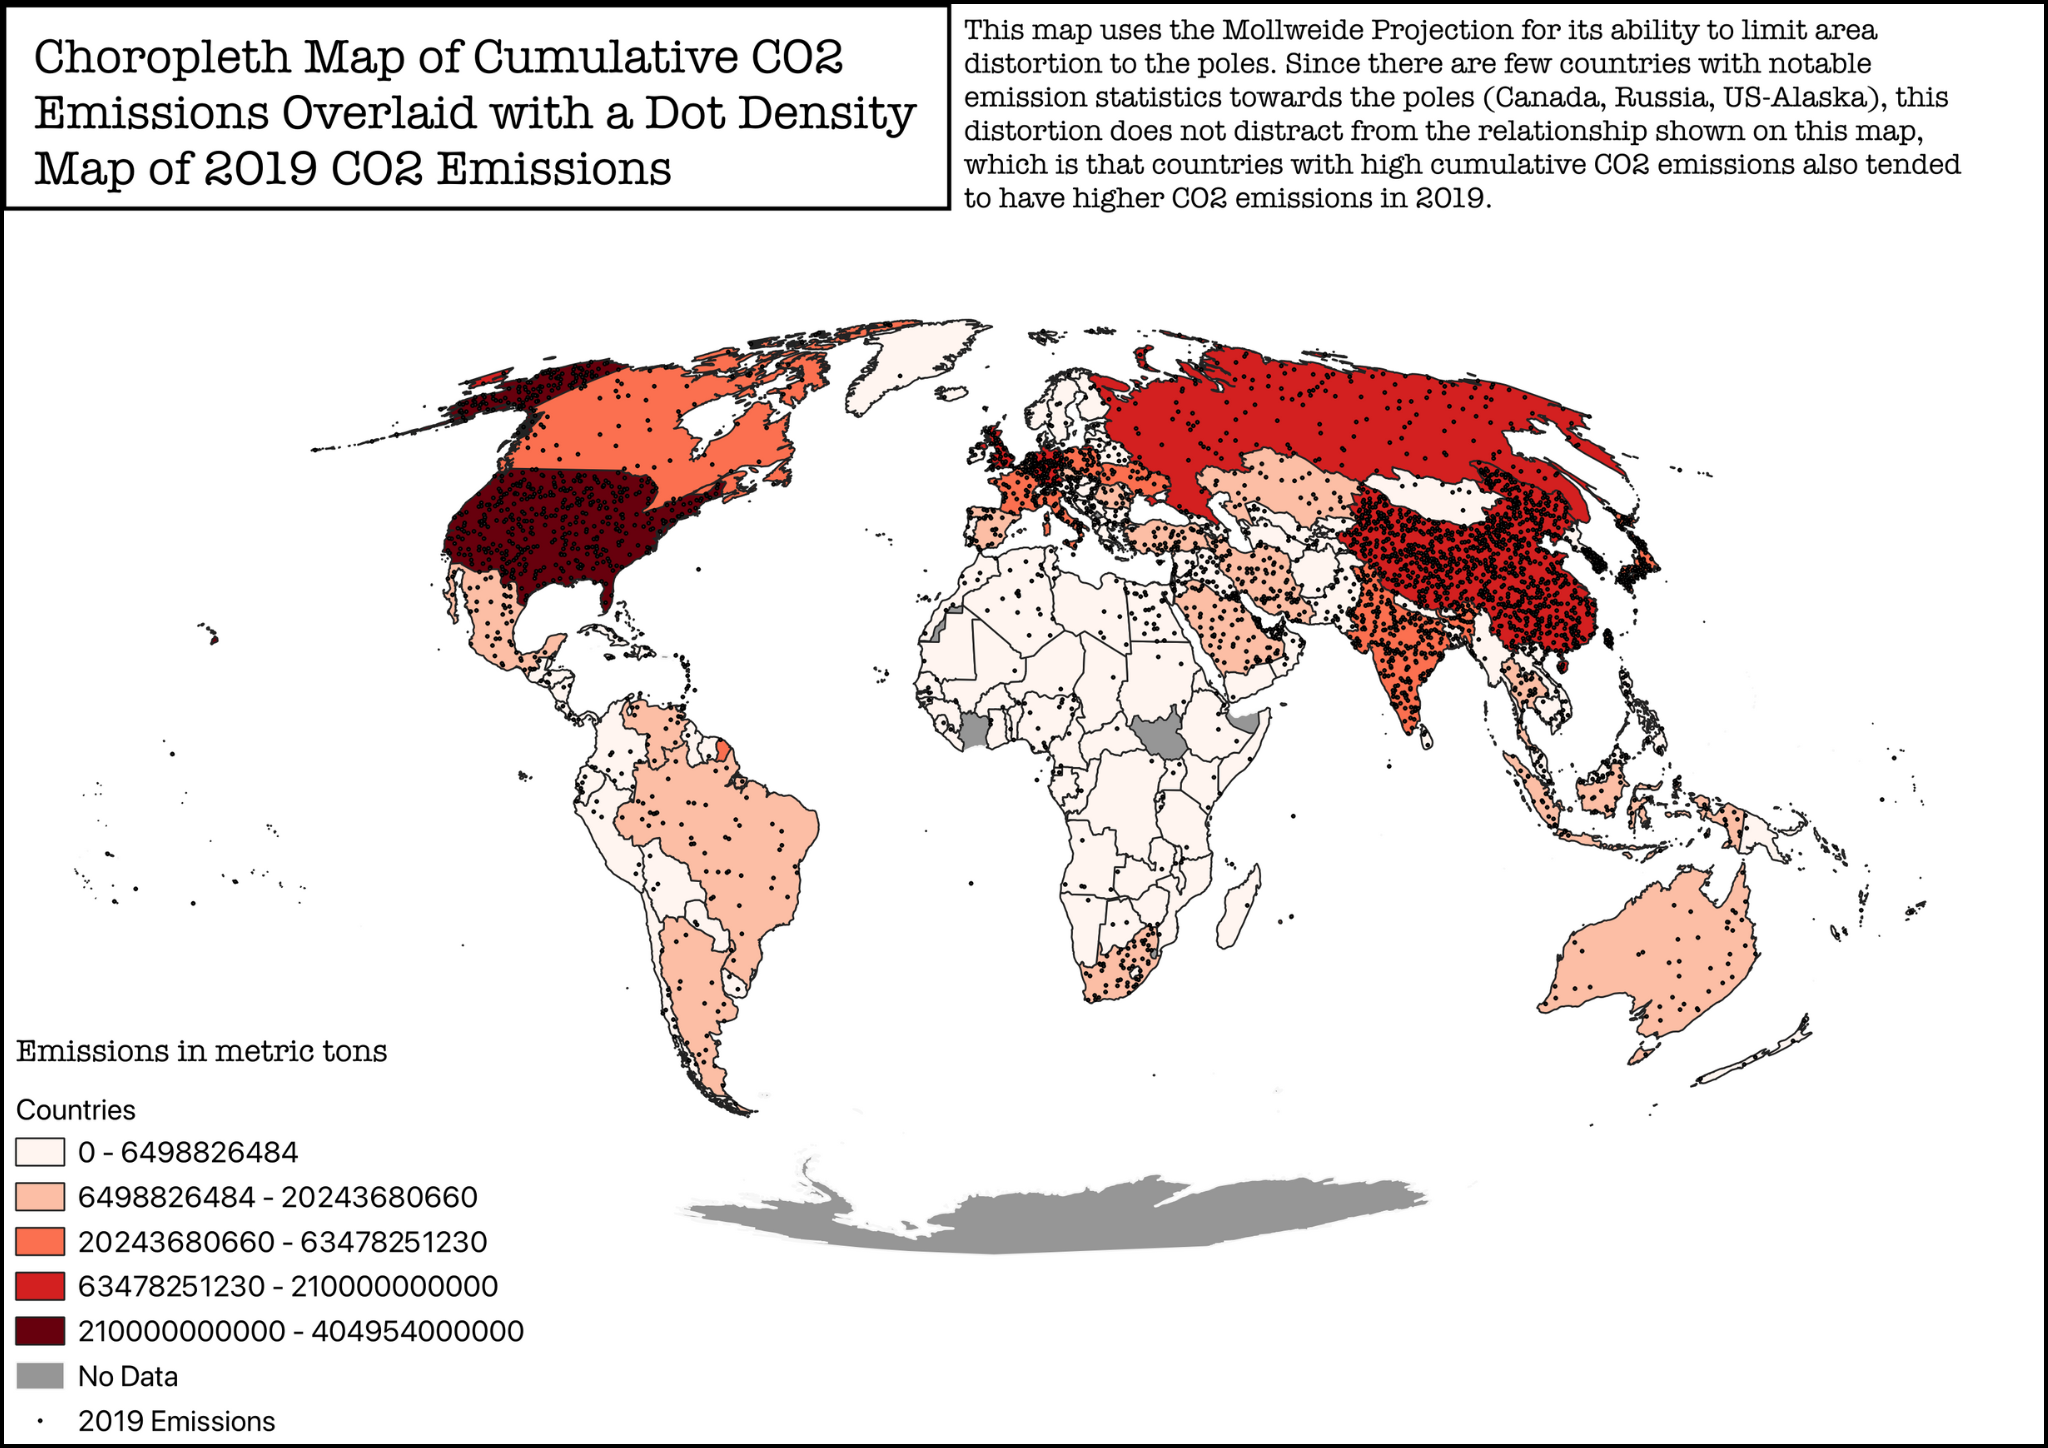 Choropleth Map of Cumulative CO2
Emissions Overlaid with a Dot Density
Map of 2019 CO2 Emissions
This map uses the Mollweide Projection for its ability to limit area
distortion to the poles. Since there are few countries with notable
emission statistics towards the poles (Canada, Russia, US-Alaska), this
distortion does not distract from the relationship shown on this map,
which is that countries with high cumulative CO2 emissions also tended
to have higher CO2 emissions in 2019.
Emissions in metric tons
Countries
0 - 6498826484
6498826484 - 20243680660
20243680660 - 63478251230
63478251230 - 210000000000
210000000000 - 404954000000
No Data
2019 Emissions